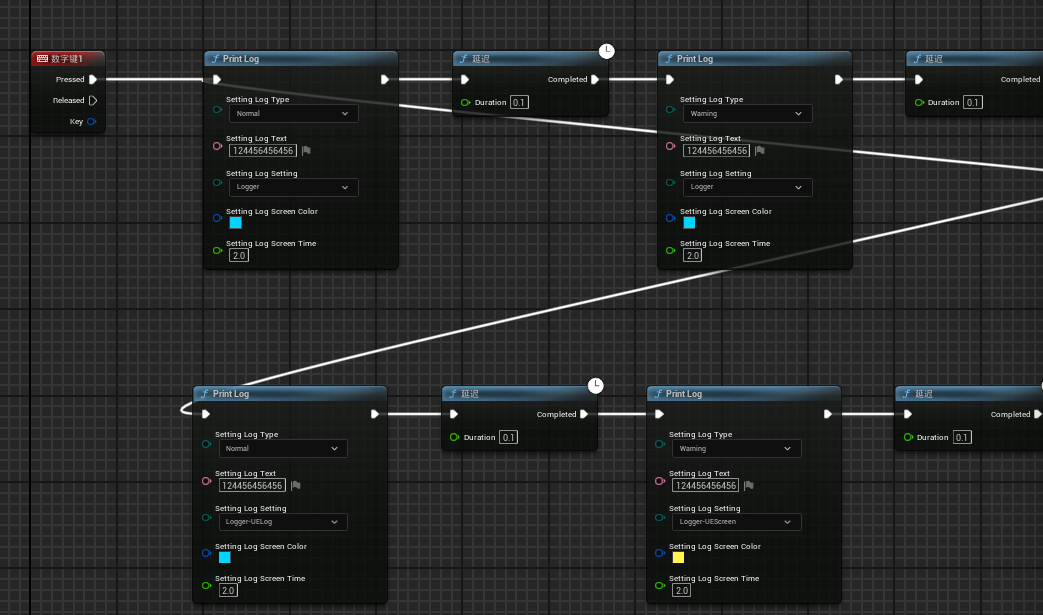 数字键1
Pressed
Released
Key
Print Log
Setting Log Type
Normal
Setting Log Text
124456456456
Setting Log Setting
Logger
Setting Log Screen Color
Setting Log Screen Time
2.0
延迟
Completed
Duration 0.1
Print Log
Setting Log Type
Warning
Setting Log Text
124456456456
Setting Log Setting
Logger
Setting Log Screen Color
Setting Log Screen Time
2.0
延迟
Completed
Duration 0.1
Print Log
Setting Log Type
Normal
Setting Log Text
124456456456
Setting Log Setting
Logger-UELog
Setting Log Screen Color
Setting Log Screen Time
2.0
延迟
Completed
Duration 0.1
Print Log
Setting Log Type
Warning
Setting Log Text
124456456456
Setting Log Setting
Logger-UEScreen
Setting Log Screen Color
Setting Log Screen Time
2.0
延迟
Completed
Duration 0.1